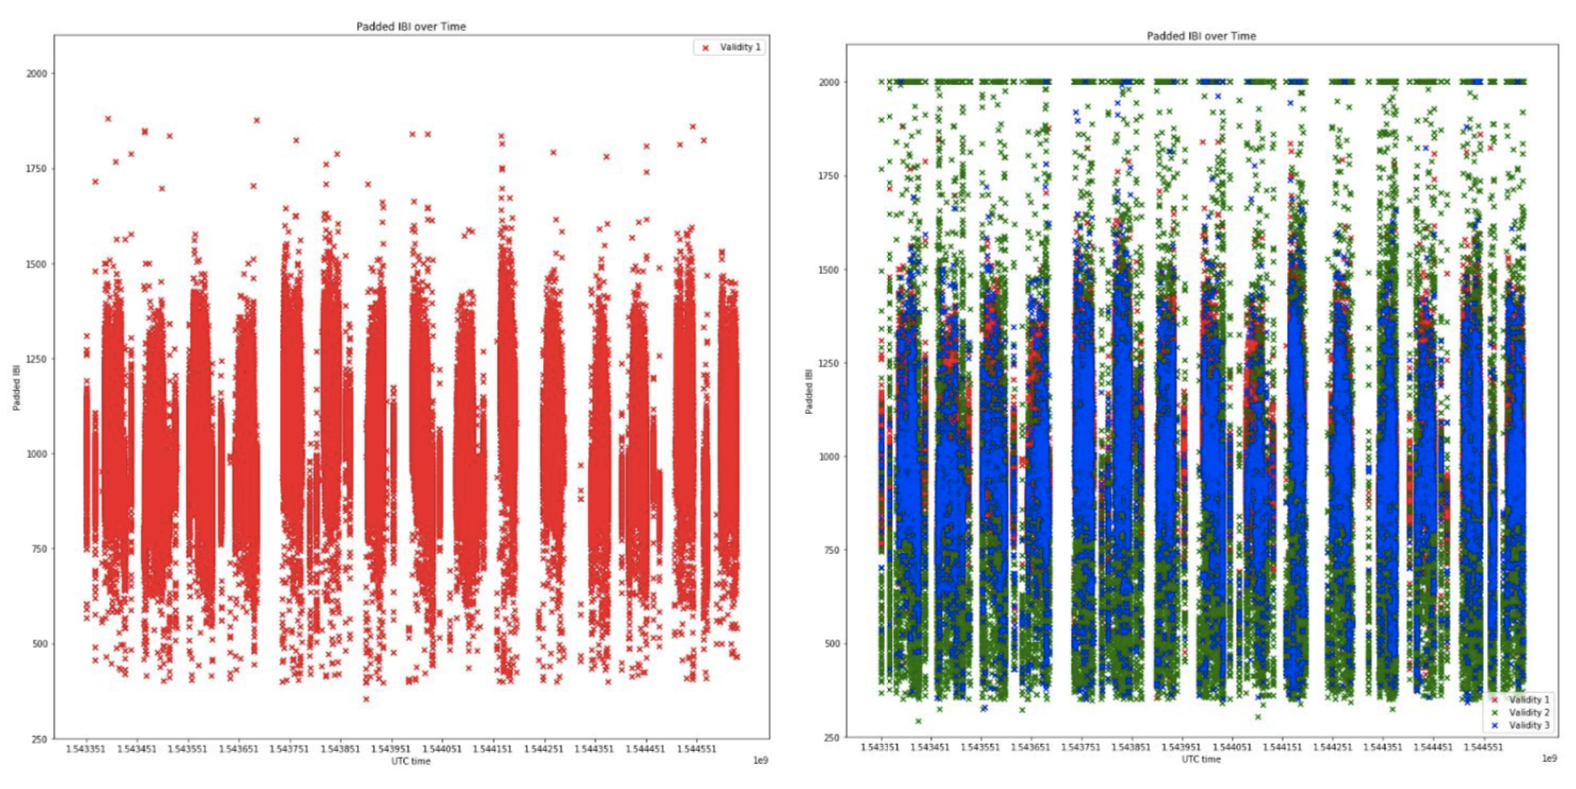 Padded IBI over Time
Validity 1
2000
1750
1500
1250
1000
750
500
250
Padded IBI
1.543351 1.543451 1.543551 1.543651 1.543751 1.543851 1.543951 1.544051 1.544151 1.544251 1.544351 1.544451 1.544551
UTC time
1e9
Padded IBI over Time
2000
1750
1500
1250
1000
750
500
250
Padded IBI
Validity 1
Validity 2
Validity 3
1.543351 1.543451 1.543551 1.543651 1.543751 1.543851 1.543951 1.544051 1.544151 1.544251 1.544351 1.544451 1.544551
UTC time
1e9